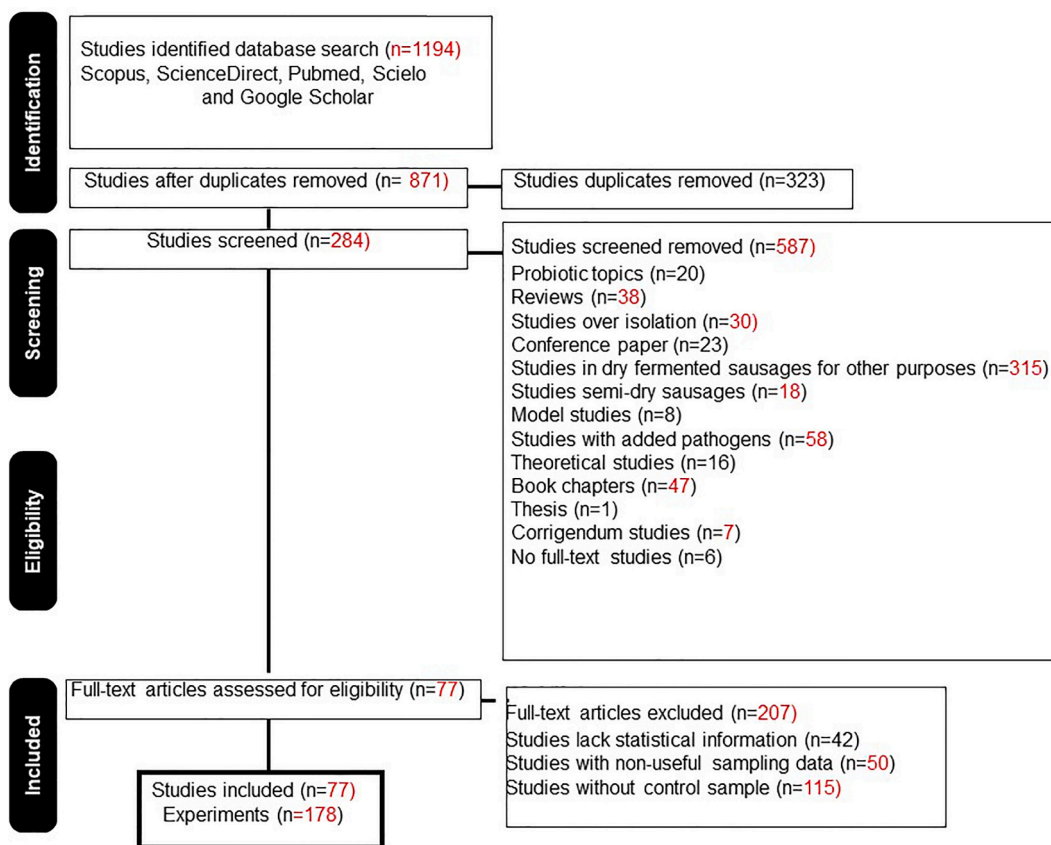 Identification
Studies identified database search (n=1194)
Scopus, ScienceDirect, Pubmed, Scielo
and Google Scholar
Studies after duplicates removed (n= 871)
Studies duplicates removed (n=323)
Screening
Studies screened (n=284)
Studies screened removed (n=587)
Probiotic topics (n=20)
Reviews (n=38)
Studies over isolation (n=30)
Conference paper (n=23)
Studies in dry fermented sausages for other purposes (n=315)
Studies semi-dry sausages (n=18)
Model studies (n=8)
Studies with added pathogens (n=58)
Theoretical studies (n=16)
Book chapters (n=47)
Thesis (n=1)
Corrigendum studies (n=7)
No full-text studies (n=6)
Eligibility
Included
Full-text articles assessed for eligibility (n=77)
Full-text articles excluded (n=207)
Studies lack statistical information (n=42)
Studies with non-useful sampling data (n=50)
Studies without control sample (n=115)
Studies included (n=77)
Experiments (n=178)